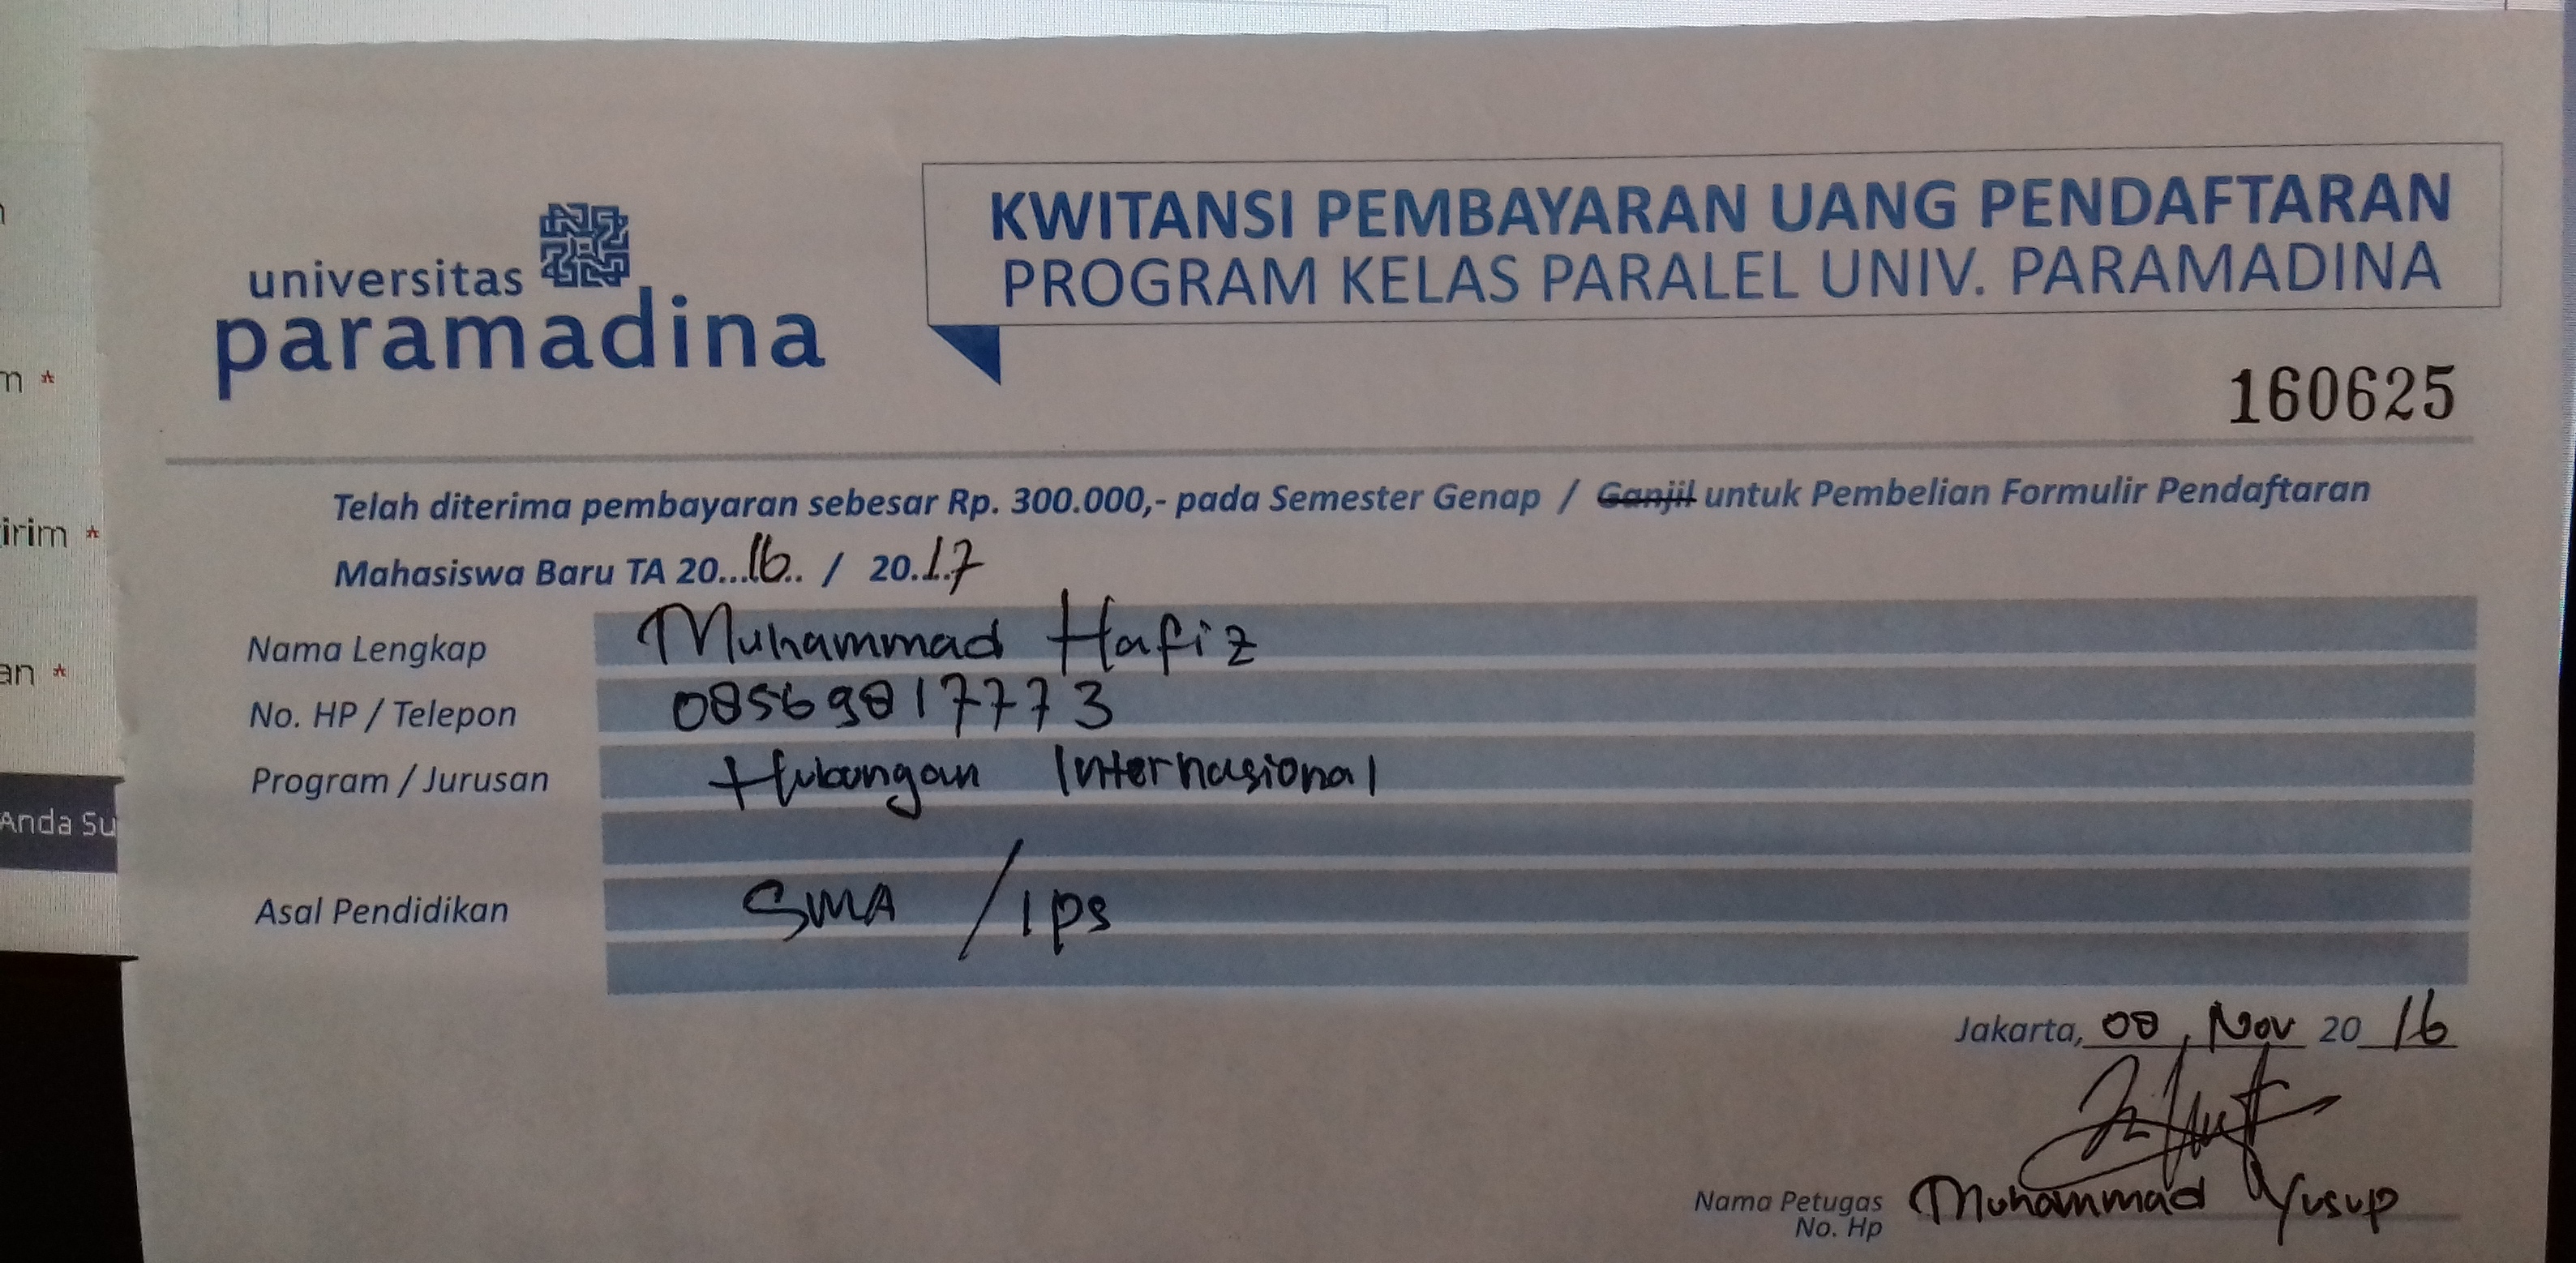 universitas
paramadina
KWITANSI PEMBAYARAN UANG PENDAFTARAN
PROGRAM KELAS PARALEL UNIV. PARAMADINA
160625
Telah diterima pembayaran sebesar Rp. 300.000,- pada Semester Genap / Ganjil untuk Pembelian Formulir Pendaftaran
Mahasiswa Baru TA 20...16.. / 20.17
Nama Lengkap Muhammad Hafiz
No. HP / Telepon 08569817773
Program / Jurusan Hubungan Internasional
Asal Pendidikan SMA / IPS
Jakarta, 08, Nov 20 16
Nama Petugas Muhammad Yusup
No. Hp
m *
irim *
an *
Anda Su